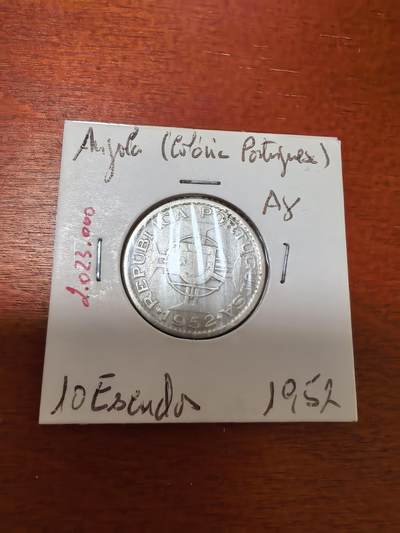 Angola (Colónia Portuguesa)
Ag
2.023.000
REPUBLICA PORTUGUESA
1952
10 Escudos 1952